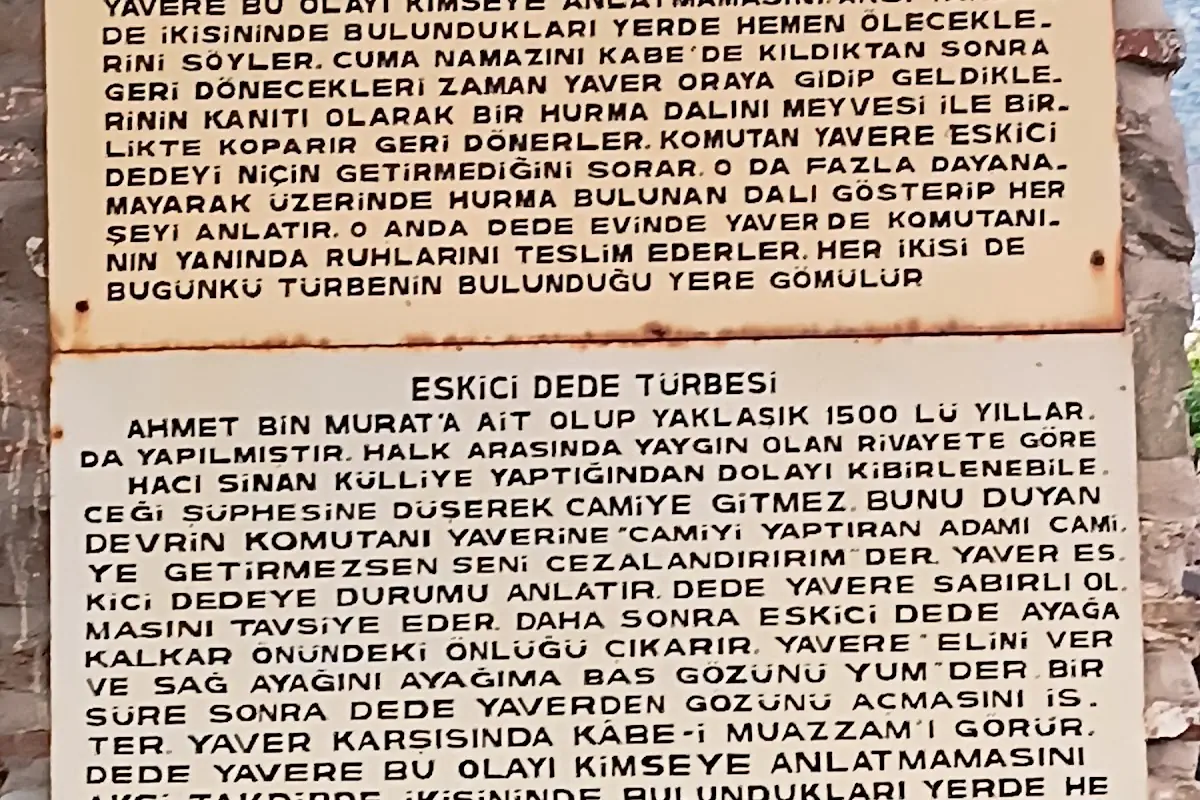 YAVERE BU OLAYI KİMSEYE ANLATMAMASINI
DE İKİSİNİNDE BULUNDUKLARI YERDE HEMEN ÖLECEKLE-
RİNİ SÖYLER. CUMA NAMAZINI KABE'DE KILDIKTAN SONRA
GERİ DÖNECEKLERİ ZAMAN YAVER ORAYA GİDİP GELDİKLE-
RİNİN KANITI OLARAK BİR HURMA DALINI MEYVESİ İLE BİR-
LİKTE KOPARIR GERİ DÖNERLER. KOMUTAN YAVERE ESKİCİ
DEDEYİ NİÇİN GETİRMEDİĞİNİ SORAR. O DA FAZLA DAYANA-
MAYARAK ÜZERİNDE HURMA BULUNAN DALI GÖSTERİP HER
ŞEYİ ANLATIR. O ANDA DEDE EVİNDE YAVER DE KOMUTANI-
NIN YANINDA RUHLARINI TESLİM EDERLER. HER İKİSİ DE
BUGÜNKÜ TÜRBENİN BULUNDUĞU YERE GÖMÜLÜR
ESKİCİ DEDE TÜRBESİ
AHMET BİN MURAT'A AİT OLUP YAKLAŞIK 1500 LÜ YILLAR.
DA YAPILMIŞTIR. HALK ARASINDA YAYGIN OLAN RİVAYETE GÖRE
HACI SİNAN KÜLLİYE YAPTIĞINDAN DOLAYI KİBİRLENEBİLE.
CEĞİ ŞÜPHESİNE DÜŞEREK CAMİYE GİTMEZ. BUNU DUYAN
DEVRİN KOMUTANI YAVERİNE "CAMİYİ YAPTIRAN ADAMI CAMİ.
YE GETİRMEZSEN SENİ CEZALANDIRIRIM" DER. YAVER ES.
KİCİ DEDEYE DURUMU ANLATIR. DEDE YAVERE SABIRLI OL.
MASINI TAVSİYE EDER. DAHA SONRA ESKİCİ DEDE AYAĞA
KALKAR ÖNÜNDEKİ ÖNLÜĞÜ ÇIKARIR. YAVERE "ELİNİ VER
VE SAĞ AYAĞINI AYAĞIMA BAS GÖZÜNÜ YUM" DER. BİR
SÜRE SONRA DEDE YAVERDEN GÖZÜNÜ AÇMASINI İS.
TER. YAVER KARŞISINDA KÂBE-İ MUAZZAM'I GÖRÜR.
DEDE YAVERE BU OLAYI KİMSEYE ANLATMAMASINI
AKSİ TAKDİRDE İKİSİNİNDE BULUNDUKLARI YERDE HE